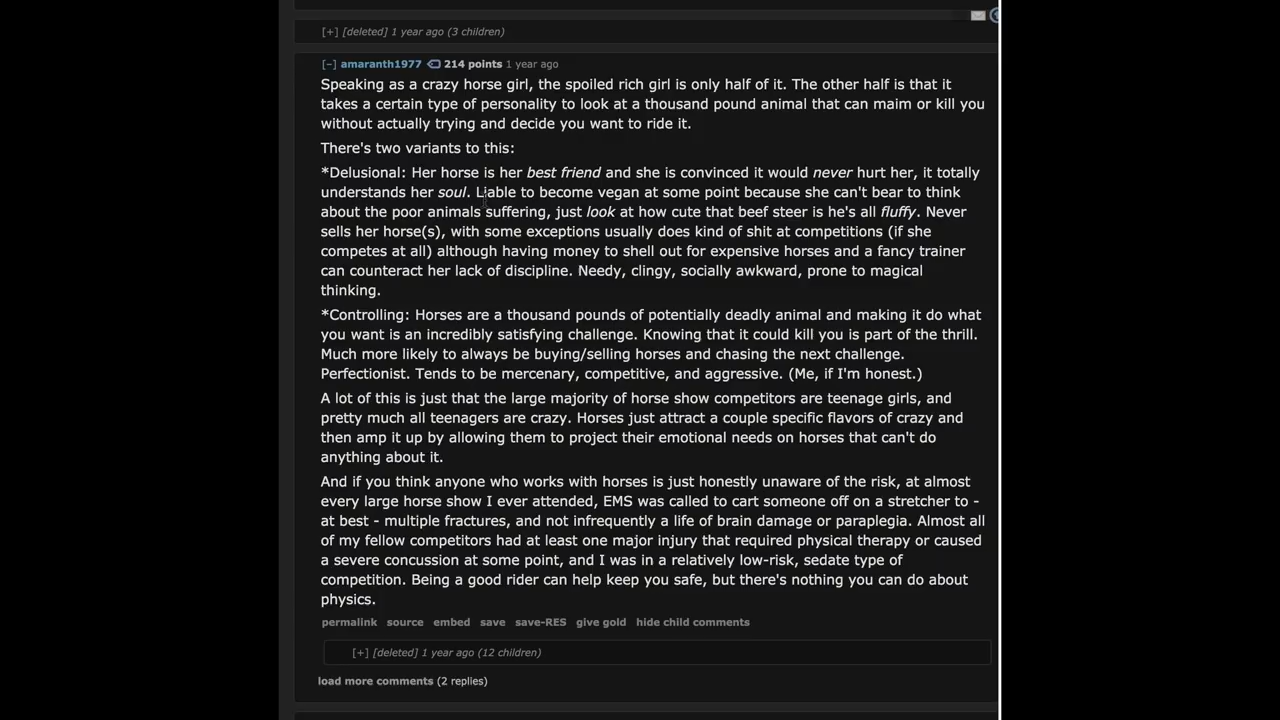 [+] [deleted] 1 year ago (3 children)
[–] amaranth1977 214 points 1 year ago
Speaking as a crazy horse girl, the spoiled rich girl is only half of it. The other half is that it
takes a certain type of personality to look at a thousand pound animal that can maim or kill you
without actually trying and decide you want to ride it.
There's two variants to this:
*Delusional: Her horse is her best friend and she is convinced it would never hurt her, it totally
understands her soul. Liable to become vegan at some point because she can't bear to think
about the poor animals suffering, just look at how cute that beef steer is he's all fluffy. Never
sells her horse(s), with some exceptions usually does kind of shit at competitions (if she
competes at all) although having money to shell out for expensive horses and a fancy trainer
can counteract her lack of discipline. Needy, clingy, socially awkward, prone to magical
thinking.
*Controlling: Horses are a thousand pounds of potentially deadly animal and making it do what
you want is an incredibly satisfying challenge. Knowing that it could kill you is part of the thrill.
Much more likely to always be buying/selling horses and chasing the next challenge.
Perfectionist. Tends to be mercenary, competitive, and aggressive. (Me, if I'm honest.)
A lot of this is just that the large majority of horse show competitors are teenage girls, and
pretty much all teenagers are crazy. Horses just attract a couple specific flavors of crazy and
then amp it up by allowing them to project their emotional needs on horses that can't do
anything about it.
And if you think anyone who works with horses is just honestly unaware of the risk, at almost
every large horse show I ever attended, EMS was called to cart someone off on a stretcher to -
at best - multiple fractures, and not infrequently a life of brain damage or paraplegia. Almost all
of my fellow competitors had at least one major injury that required physical therapy or caused
a severe concussion at some point, and I was in a relatively low-risk, sedate type of
competition. Being a good rider can help keep you safe, but there's nothing you can do about
physics.
permalink source embed save save-RES give gold hide child comments
[+] [deleted] 1 year ago (12 children)
load more comments (2 replies)